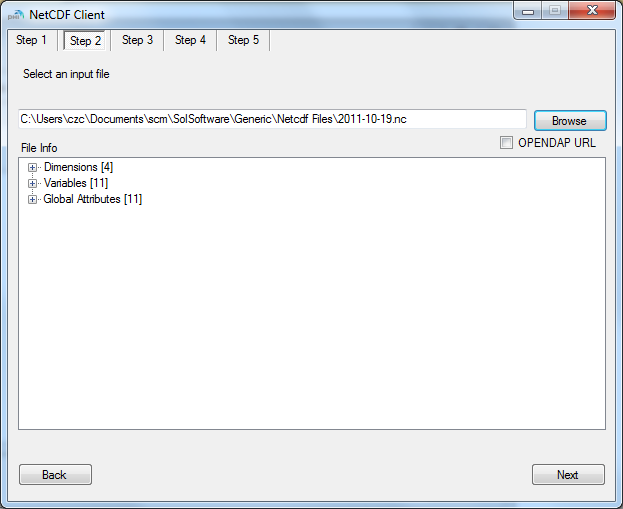 NetCDF Client
Step 1 Step 2 Step 3 Step 4 Step 5
Select an input file
C:\Users\czc\Documents\scm\SolSoftware\Generic\Netcdf Files\2011-10-19.nc Browse
OPENDAP URL
File Info
Dimensions [4]
Variables [11]
Global Attributes [11]
Back Next